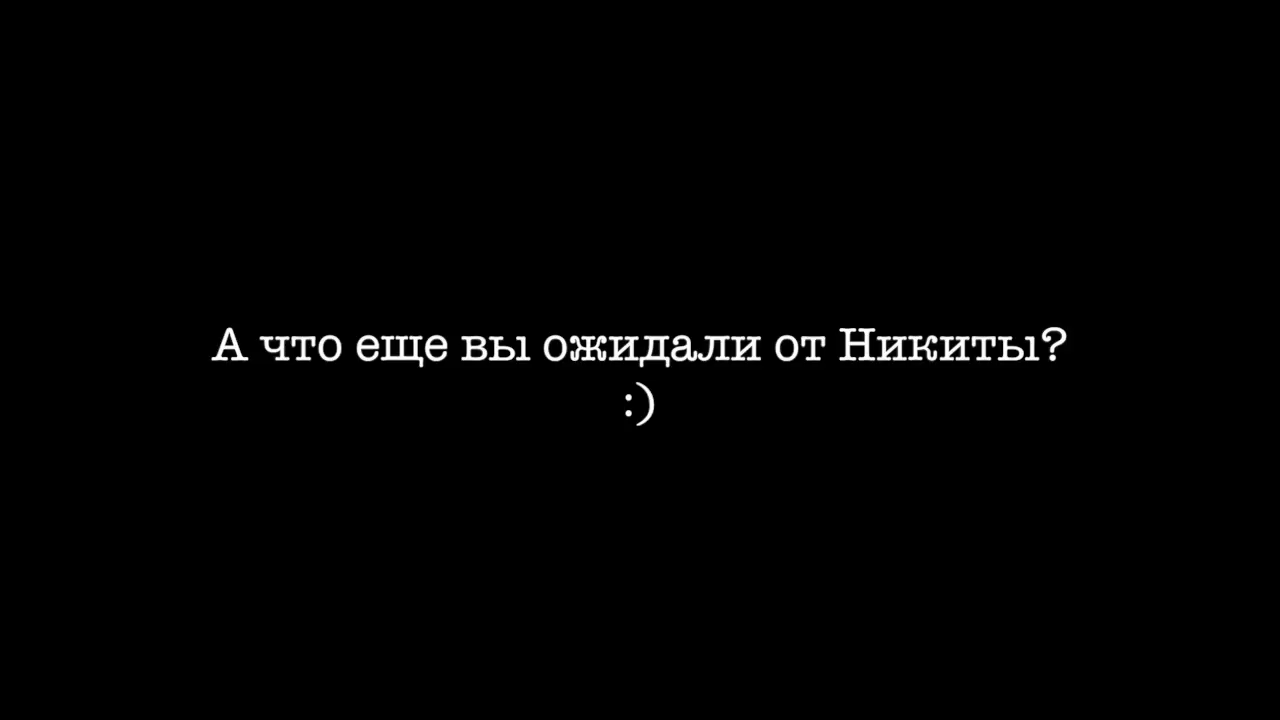 А что еще вы ожидали от Никиты?
:)